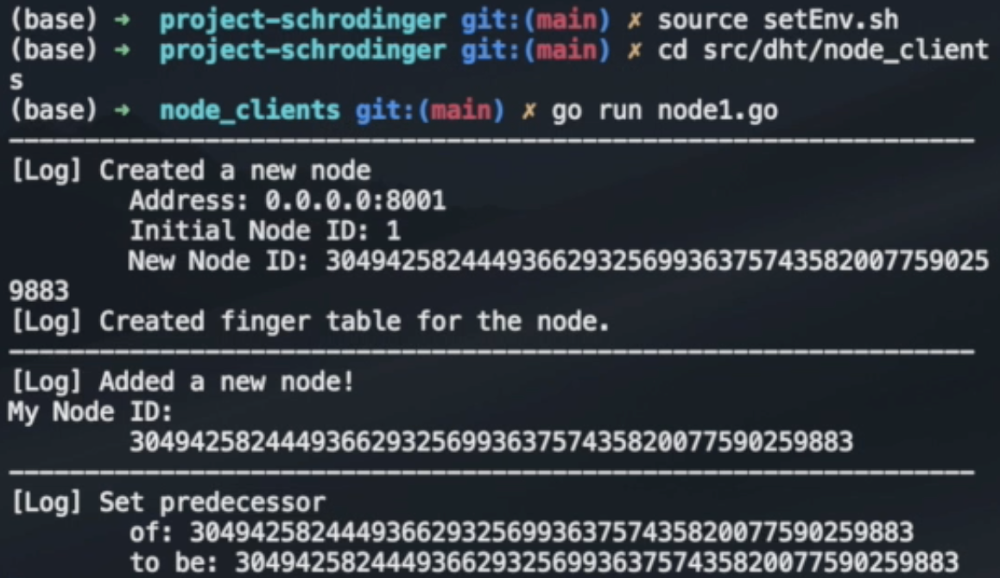 (base) → project-schrodinger git:(main) ✗ source setEnv.sh
(base) → project-schrodinger git:(main) ✗ cd src/dht/node_client
s
(base) → node_clients git:(main) ✗ go run node1.go
[Log] Created a new node
Address: 0.0.0.0:8001
Initial Node ID: 1
New Node ID: 30494258244493662932569936375743582007759025
9883
[Log] Created finger table for the node.
[Log] Added a new node!
My Node ID:
304942582444936629325699363757435820077590259883
[Log] Set predecessor
of: 304942582444936629325699363757435820077590259883
to be: 304942582444936629325699363757435820077590259883